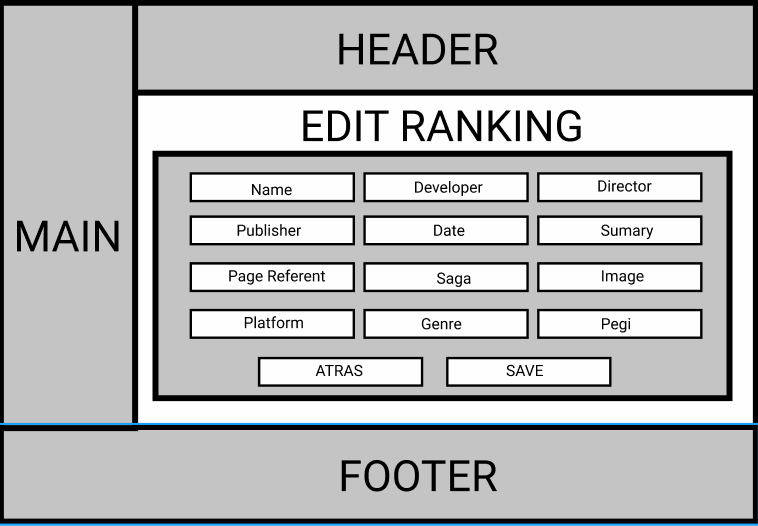 HEADER
MAIN
EDIT RANKING
Name
Developer
Director
Publisher
Date
Sumary
Page Referent
Saga
Image
Platform
Genre
Pegi
ATRAS
SAVE
FOOTER